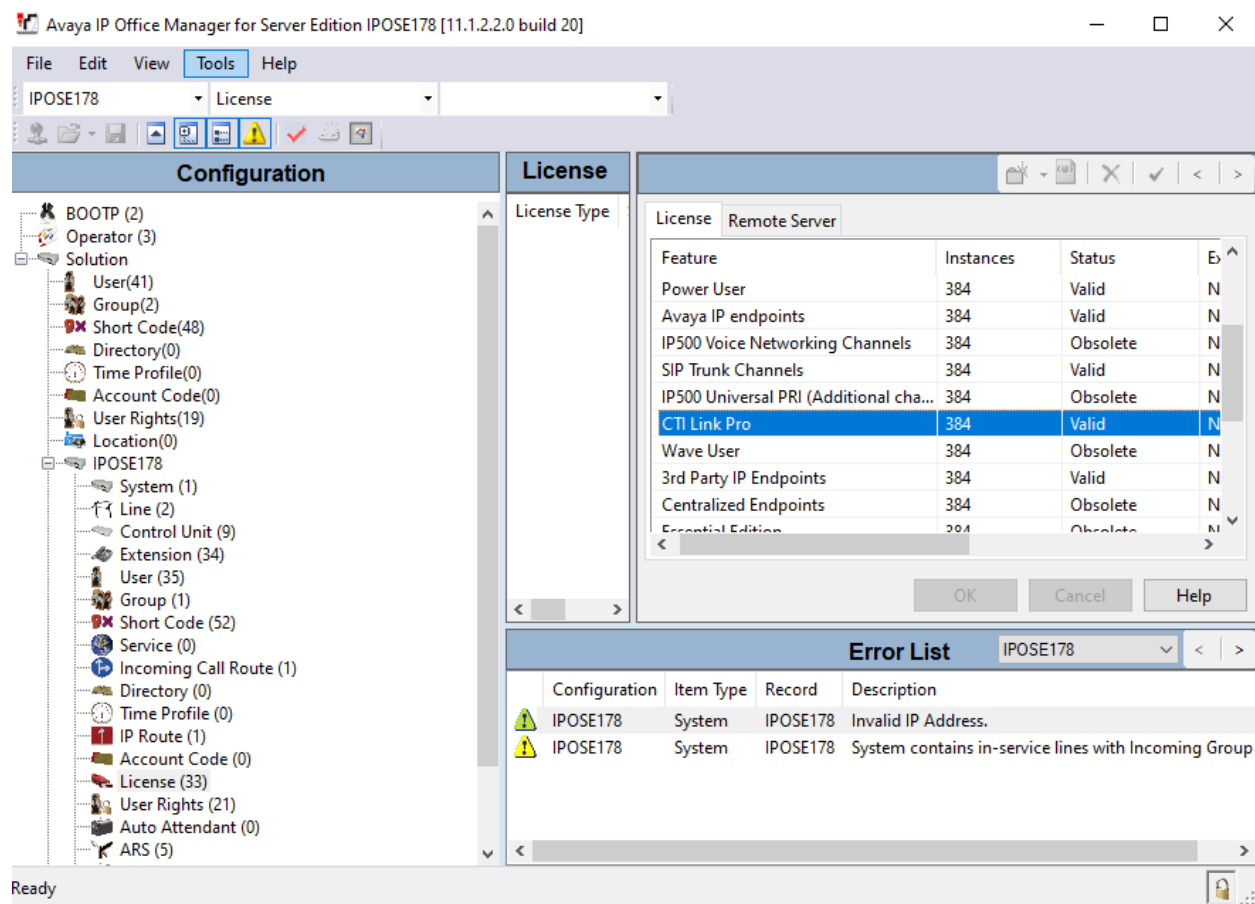 Avaya IP Office Manager for Server Edition IPOSE178 [11.1.2.2.0 build 20]
File Edit View Tools Help
IPOSE178 License
Configuration
BOOTP (2)
Operator (3)
Solution
User(41)
Group(2)
Short Code(48)
Directory(0)
Time Profile(0)
Account Code(0)
User Rights(19)
Location(0)
IPOSE178
System (1)
Line (2)
Control Unit (9)
Extension (34)
User (35)
Group (1)
Short Code (52)
Service (0)
Incoming Call Route (1)
Directory (0)
Time Profile (0)
IP Route (1)
Account Code (0)
License (33)
User Rights (21)
Auto Attendant (0)
ARS (5)
License
License Type
License Remote Server
Feature Instances Status
Power User 384 Valid N
Avaya IP endpoints 384 Valid N
IP500 Voice Networking Channels 384 Obsolete N
SIP Trunk Channels 384 Valid N
IP500 Universal PRI (Additional cha... 384 Obsolete N
CTI Link Pro 384 Valid N
Wave User 384 Obsolete N
3rd Party IP Endpoints 384 Valid N
Centralized Endpoints 384 Obsolete N
Essential Edition 384 Obsolete N
OK Cancel Help
Error List IPOSE178
Configuration Item Type Record Description
IPOSE178 System IPOSE178 Invalid IP Address.
IPOSE178 System IPOSE178 System contains in-service lines with Incoming Group
Ready